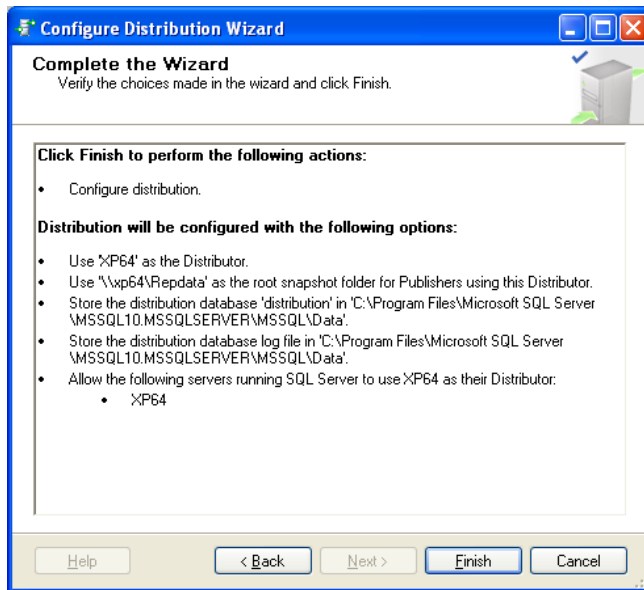 Configure Distribution Wizard
Complete the Wizard
Verify the choices made in the wizard and click Finish.
Click Finish to perform the following actions:
• Configure distribution.
Distribution will be configured with the following options:
• Use 'XP64' as the Distributor.
• Use '\\xp64\Repdata' as the root snapshot folder for Publishers using this Distributor.
• Store the distribution database 'distribution' in 'C:\Program Files\Microsoft SQL Server
\MSSQL10.MSSQLSERVER\MSSQL\Data'.
• Store the distribution database log file in 'C:\Program Files\Microsoft SQL Server
\MSSQL10.MSSQLSERVER\MSSQL\Data'.
• Allow the following servers running SQL Server to use XP64 as their Distributor:
• XP64
Help < Back Next > Finish Cancel